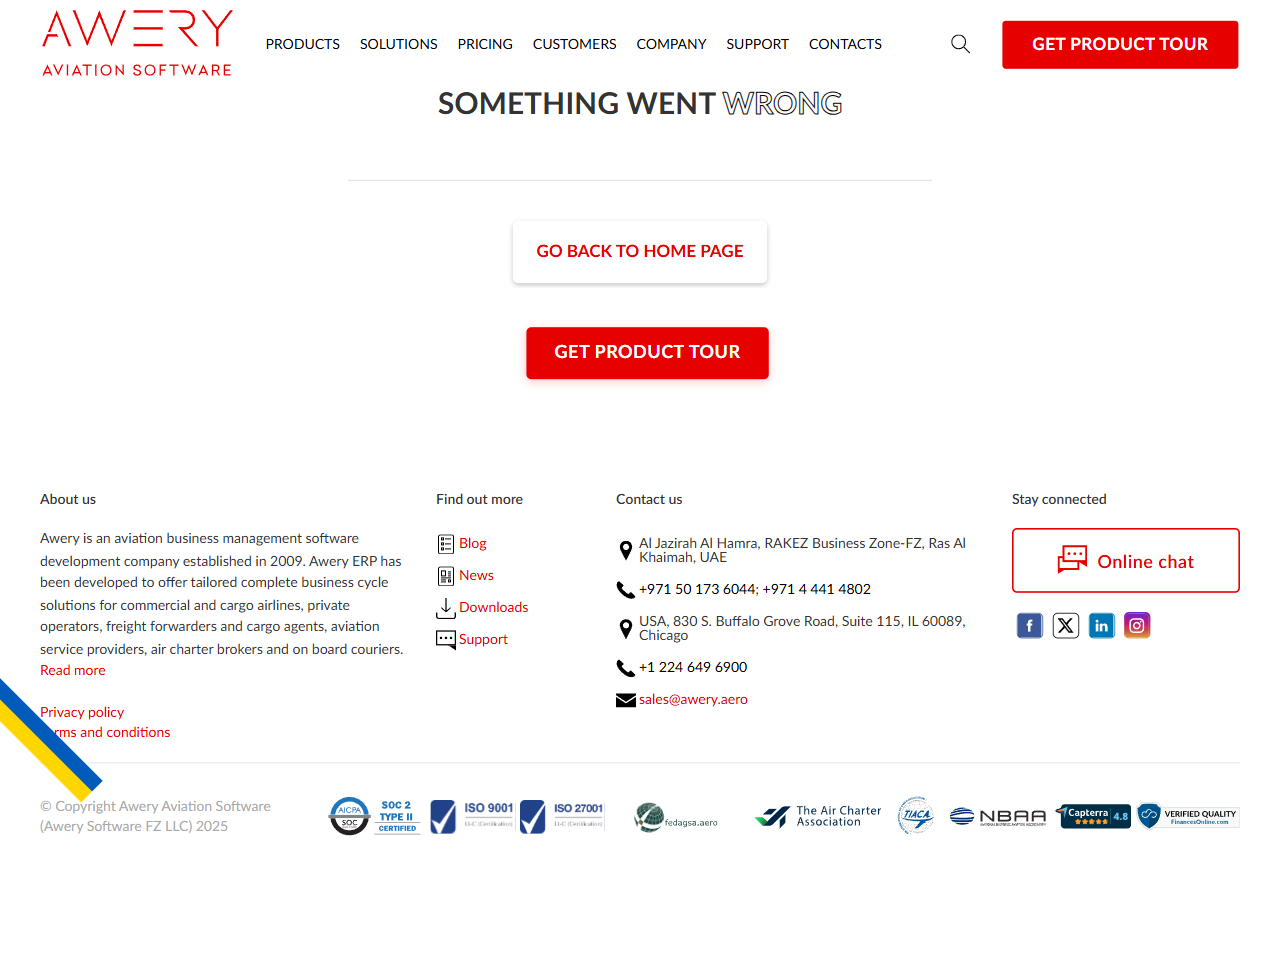 AWERY
AVIATION SOFTWARE
PRODUCTS SOLUTIONS PRICING CUSTOMERS COMPANY SUPPORT CONTACTS
GET PRODUCT TOUR
SOMETHING WENT WRONG
GO BACK TO HOME PAGE
GET PRODUCT TOUR
About us
Awery is an aviation business management software
development company established in 2009. Awery ERP has
been developed to offer tailored complete business cycle
solutions for commercial and cargo airlines, private
operators, freight forwarders and cargo agents, aviation
service providers, air charter brokers and on board couriers.
Read more
Privacy policy
rms and conditions
Find out more
Blog
News
Downloads
Support
Contact us
Al Jazirah Al Hamra, RAKEZ Business Zone-FZ, Ras Al
Khaimah, UAE
+971 50 173 6044; +971 4 441 4802
USA, 830 S. Buffalo Grove Road, Suite 115, IL 60089,
Chicago
+1 224 649 6900
sales@awery.aero
Stay connected
Online chat
© Copyright Awery Aviation Software
(Awery Software FZ LLC) 2025
AICPA
SOC
SOC 2
TYPE II
CERTIFIED
ISO 9001
LL-C (Certification)
ISO 27001
LL-C (Certification)
fedagsa.aero
The Air Charter
Association
TIACA
NBAA
Capterra
4.8
VERIFIED QUALITY
FinancesOnline.com